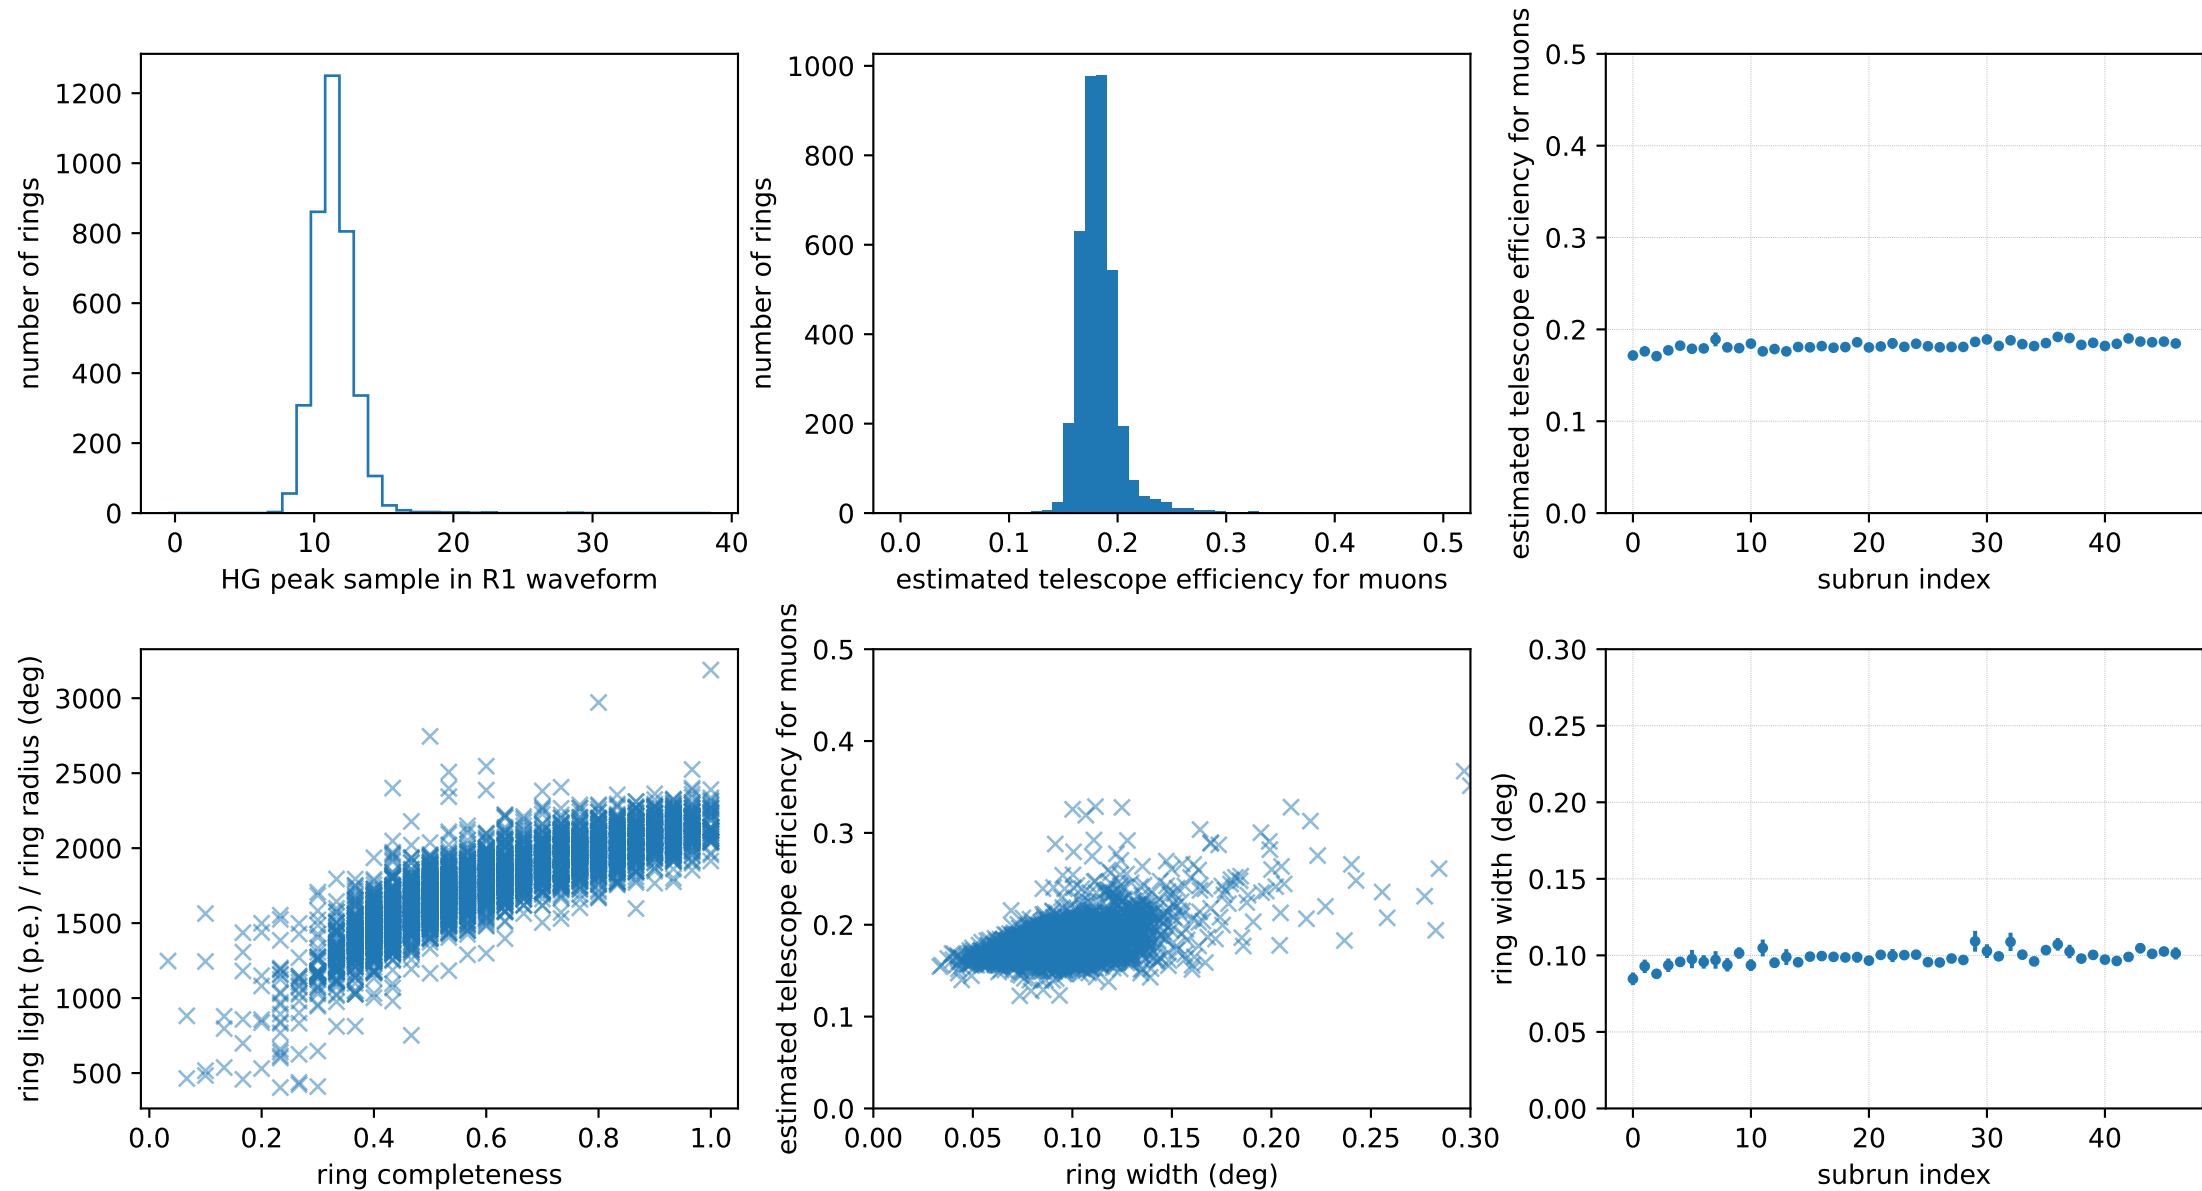 number of rings
1200
1000
800
600
400
200
0
0 10 20 30 40
HG peak sample in R1 waveform
number of rings
1000
800
600
400
200
0
0.0 0.1 0.2 0.3 0.4 0.5
estimated telescope efficiency for muons
estimated telescope efficiency for muons
0.5
0.4
0.3
0.2
0.1
0.0
0 10 20 30 40
subrun index
ring light (p.e.) / ring radius (deg)
3000
2500
2000
1500
1000
500
0.0 0.2 0.4 0.6 0.8 1.0
ring completeness
estimated telescope efficiency for muons
0.5
0.4
0.3
0.2
0.1
0.0
0.00 0.05 0.10 0.15 0.20 0.25 0.30
ring width (deg)
ring width (deg)
0.30
0.25
0.20
0.15
0.10
0.05
0.00
0 10 20 30 40
subrun index